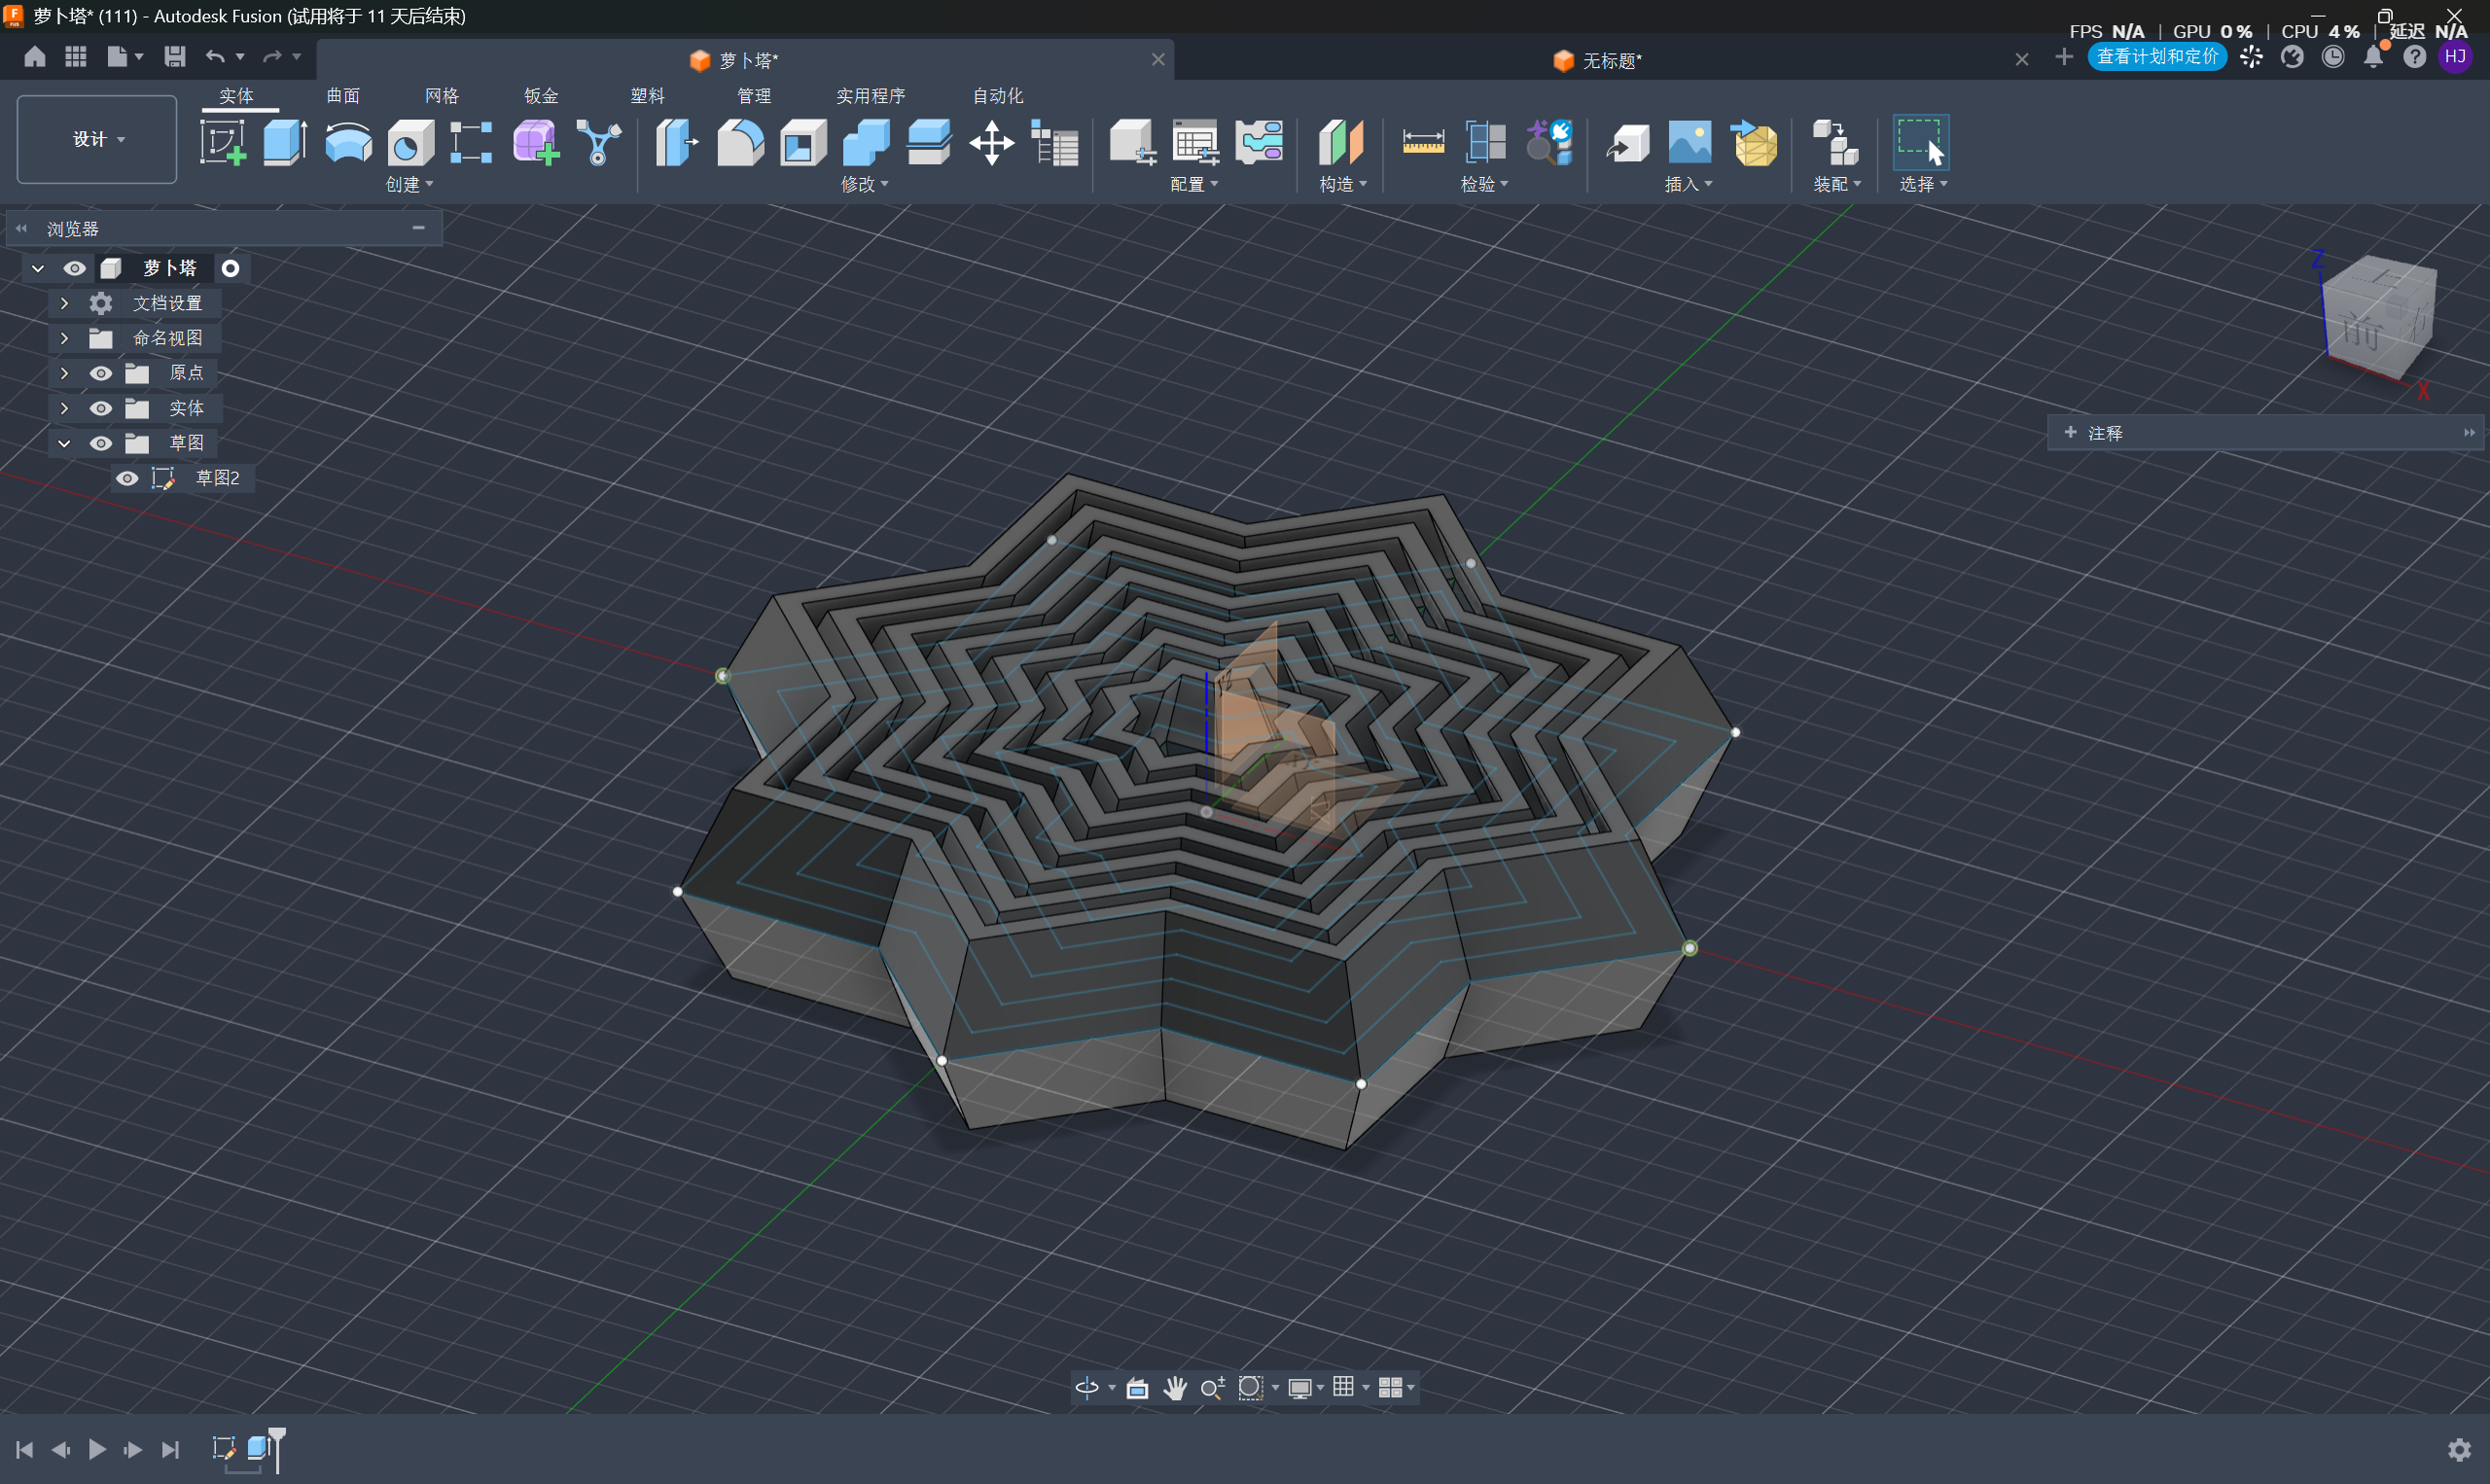 萝卜塔* (111) - Autodesk Fusion (试用将于 11 天后结束)
FPS N/A | GPU 0 % | CPU 4 % | 延迟 N/A
萝卜塔*
无标题*
查看计划和定价
HJ
实体 曲面 网格 钣金 塑料 管理 实用程序 自动化
设计
创建 修改 配置 构造 检验 插入 装配 选择
浏览器
萝卜塔
文档设置
命名视图
原点
实体
草图
草图2
Z
前
X
注释